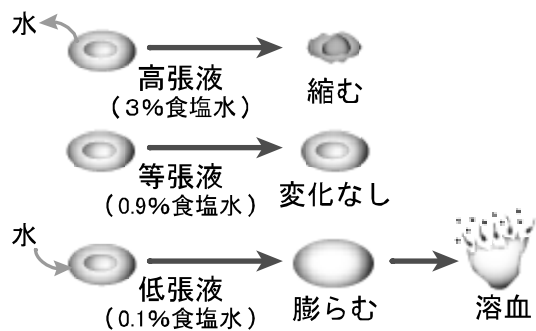 水
高張液
（3％食塩水）
縮む
等張液
（0.9％食塩水）
変化なし
水
低張液
（0.1％食塩水）
膨らむ
溶血